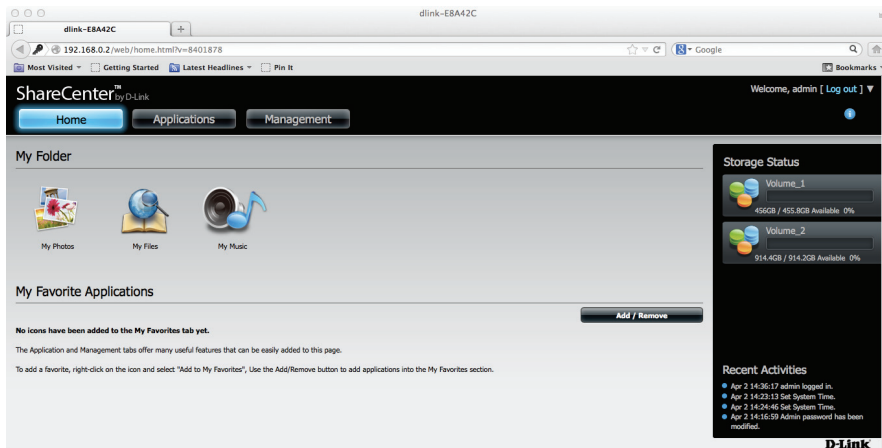 dlink-E8A42C
dlink-E8A42C
192.168.0.2/web/home.html?v=8401878
Google
Most Visited Getting Started Latest Headlines Pin It Bookmarks
ShareCenter™ by D-Link
Welcome, admin [ Log out ]
Home Applications Management
My Folder
My Photos My Files My Music
My Favorite Applications
Add / Remove
No icons have been added to the My Favorites tab yet.
The Application and Management tabs offer many useful features that can be easily added to this page.
To add a favorite, right-click on the icon and select "Add to My Favorites", Use the Add/Remove button to add applications into the My Favorites section.
Storage Status
Volume_1
456GB / 455.8GB Available 0%
Volume_2
914.4GB / 914.2GB Available 0%
Recent Activities
Apr 2 14:36:17 admin logged in.
Apr 2 14:23:13 Set System Time.
Apr 2 14:24:46 Set System Time.
Apr 2 14:16:59 Admin password has been
modified.
D-Link